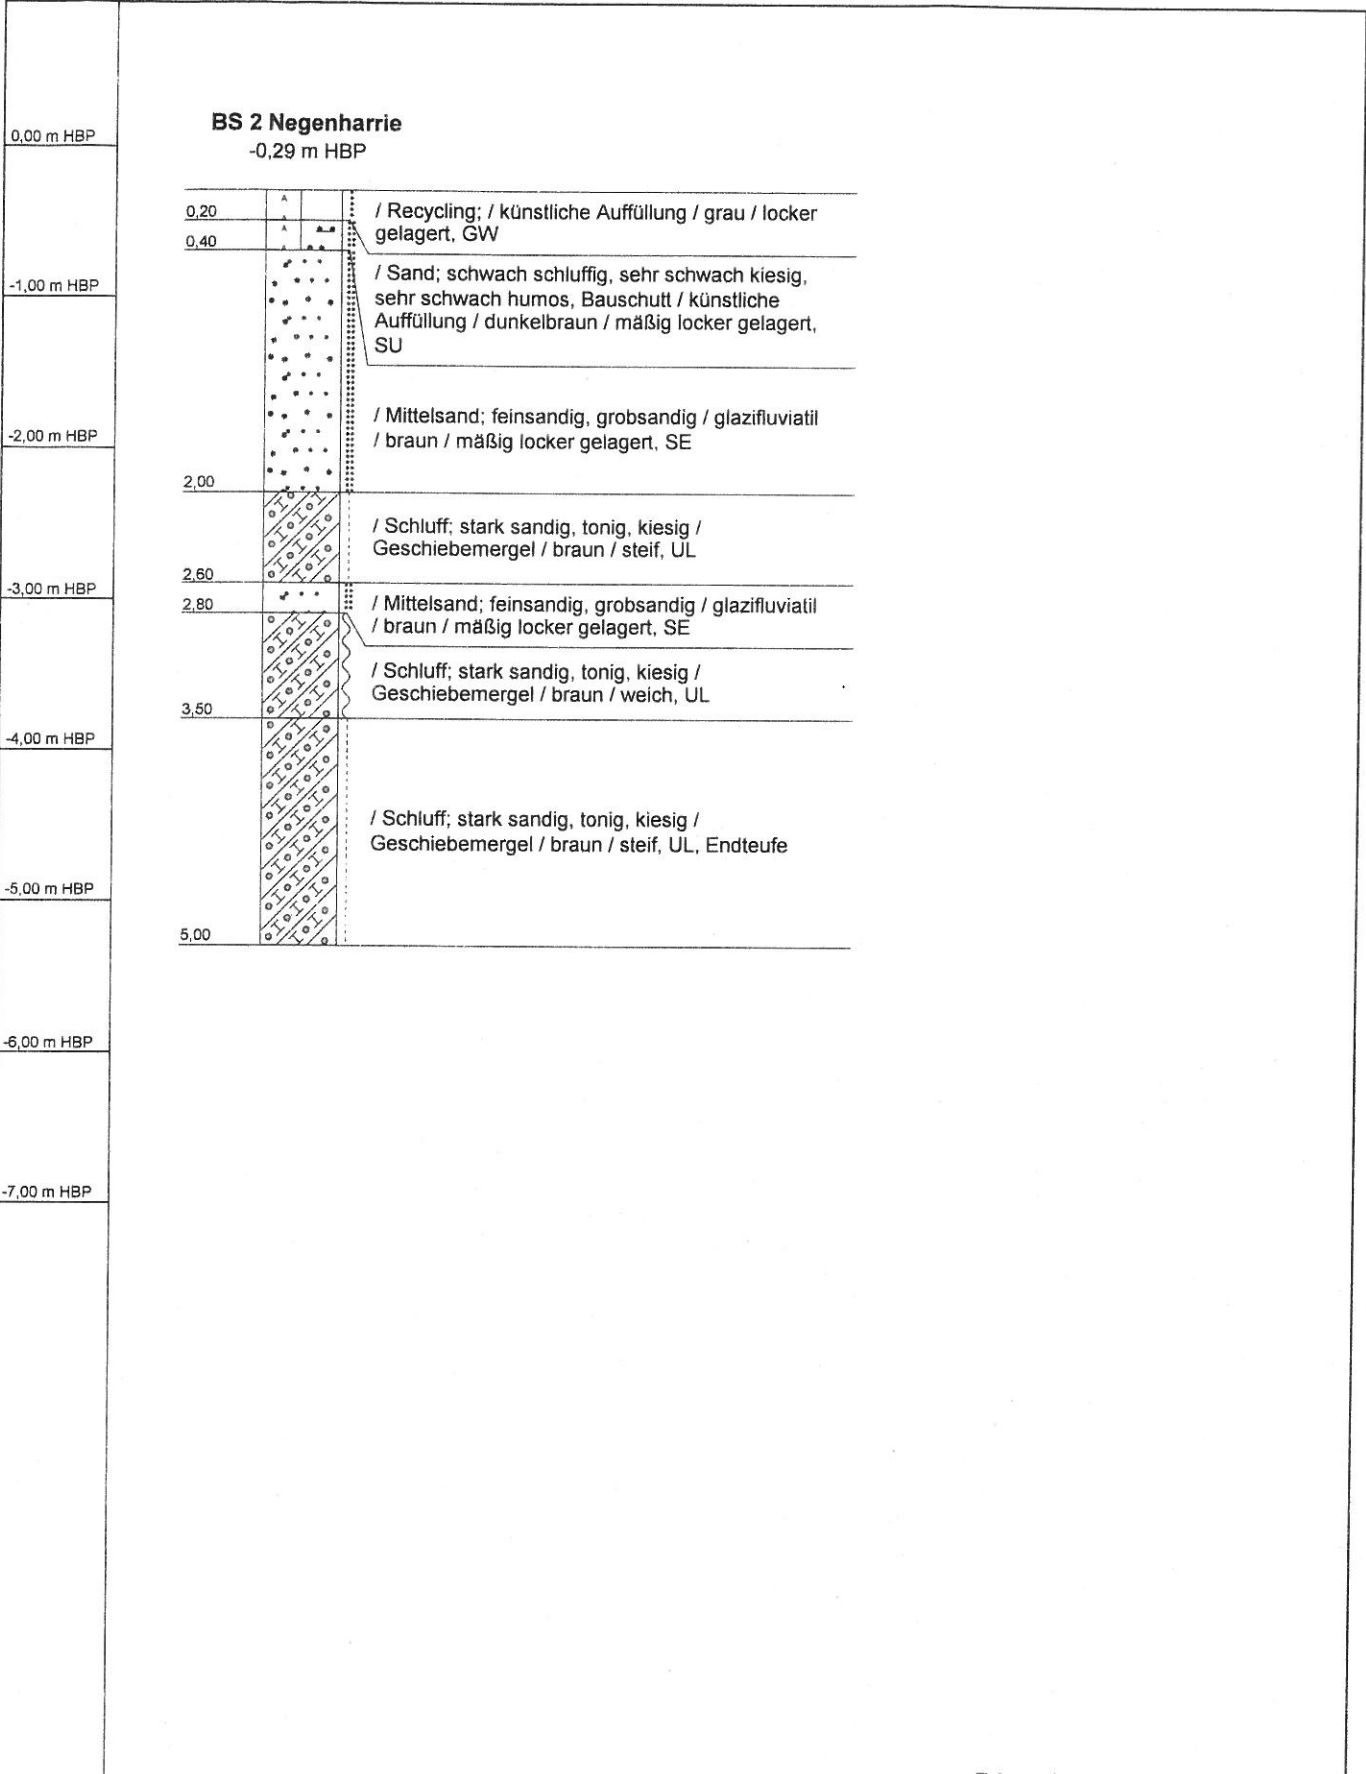 0,00 m HBP
BS 2 Negenharrie
-0,29 m HBP
0,20
/ Recycling; / künstliche Auffüllung / grau / locker
gelagert, GW
0,40
-1,00 m HBP
/ Sand; schwach schluffig, sehr schwach kiesig,
sehr schwach humos, Bauschutt / künstliche
Auffüllung / dunkelbraun / mäßig locker gelagert,
SU
-2,00 m HBP
/ Mittelsand; feinsandig, grobsandig / glazifluviatil
/ braun / mäßig locker gelagert, SE
2,00
/ Schluff; stark sandig, tonig, kiesig /
Geschiebemergel / braun / steif, UL
2,60
-3,00 m HBP
2,80
/ Mittelsand; feinsandig, grobsandig / glazifluviatil
/ braun / mäßig locker gelagert, SE
/ Schluff; stark sandig, tonig, kiesig /
Geschiebemergel / braun / weich, UL
3,50
-4,00 m HBP
/ Schluff; stark sandig, tonig, kiesig /
Geschiebemergel / braun / steif, UL, Endteufe
-5,00 m HBP
5,00
-6,00 m HBP
-7,00 m HBP